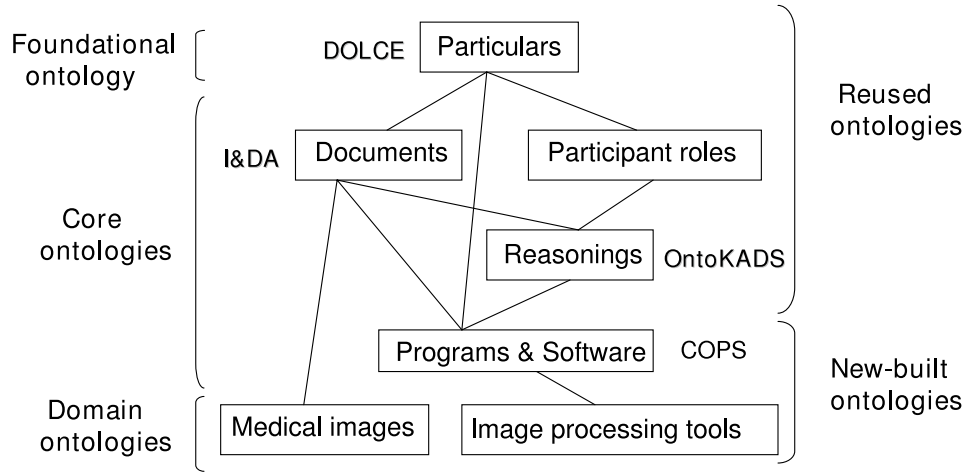 Foundational
ontology
DOLCE
Particulars
Reused
ontologies
I&DA
Documents
Participant roles
Core
ontologies
Reasonings
OntoKADS
Programs & Software
COPS
New-built
ontologies
Domain
ontologies
Medical images
Image processing tools